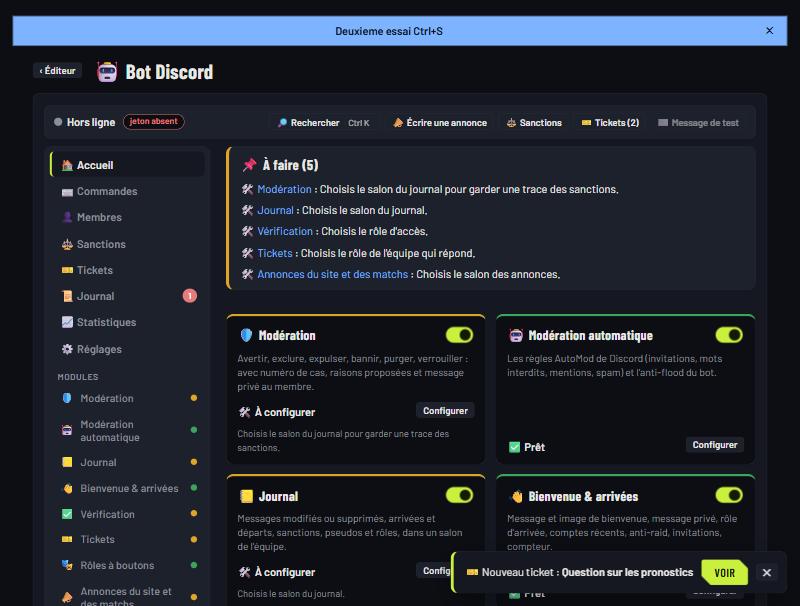 Deuxieme essai Ctrl+S
‹ Éditeur
Bot Discord
Hors ligne
jeton absent
Rechercher Ctrl K
Écrire une annonce
Sanctions
Tickets (2)
Message de test
Accueil
Commandes
Membres
Sanctions
Tickets
Journal
1
Statistiques
Réglages
MODULES
Modération
Modération
automatique
Journal
Bienvenue & arrivées
Vérification
Tickets
Rôles à boutons
Annonces du site et
des matchs
À faire (5)
Modération : Choisis le salon du journal pour garder une trace des sanctions.
Journal : Choisis le salon du journal.
Vérification : Choisis le rôle d'accès.
Tickets : Choisis le rôle de l'équipe qui répond.
Annonces du site et des matchs : Choisis le salon des annonces.
Modération
Avertir, exclure, expulser, bannir, purger, verrouiller :
avec numéro de cas, raisons proposées et message
privé au membre.
À configurer
Configurer
Choisis le salon du journal pour garder une trace des
sanctions.
Modération automatique
Les règles AutoMod de Discord (invitations, mots
interdits, mentions, spam) et l'anti-flood du bot.
Prêt
Configurer
Journal
Messages modifiés ou supprimés, arrivées et
départs, sanctions, pseudos et rôles, dans un salon
de l'équipe.
À configurer
Config
Choisis le salon du journal.
Bienvenue & arrivées
Message et image de bienvenue, message privé, rôle
d'arrivée, comptes récents, anti-raid, invitations,
compteur.
Prêt
Nouveau ticket : Question sur les pronostics
VOIR